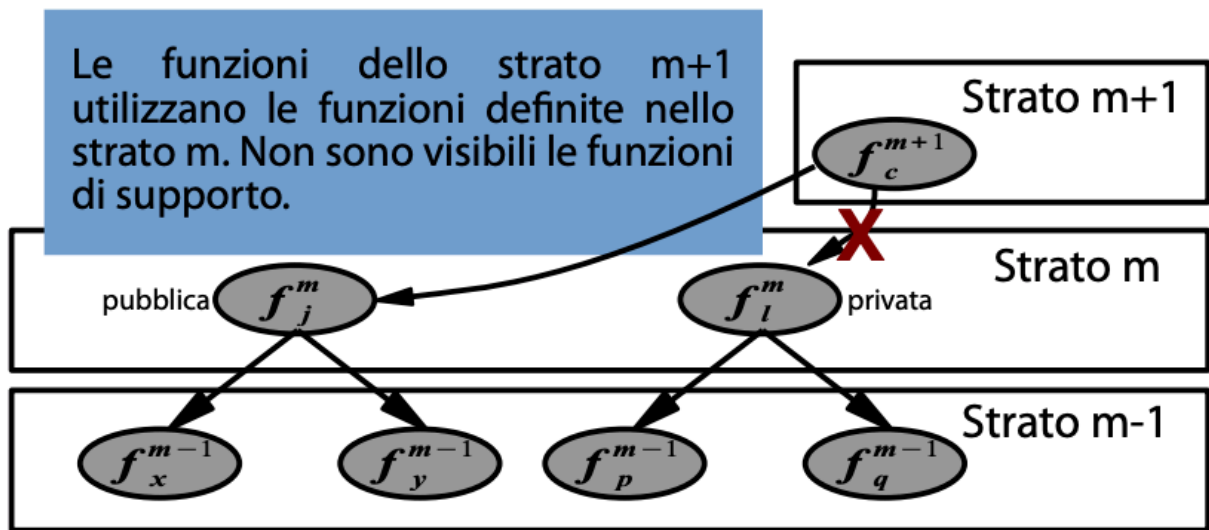 Le funzioni dello strato m+1
utilizzano le funzioni definite nello
strato m. Non sono visibili le funzioni
di supporto.
Strato m+1
f_c^{m+1}
X
Strato m
pubblica
f_j^m
f_l^m
privata
Strato m-1
f_x^{m-1}
f_y^{m-1}
f_p^{m-1}
f_q^{m-1}